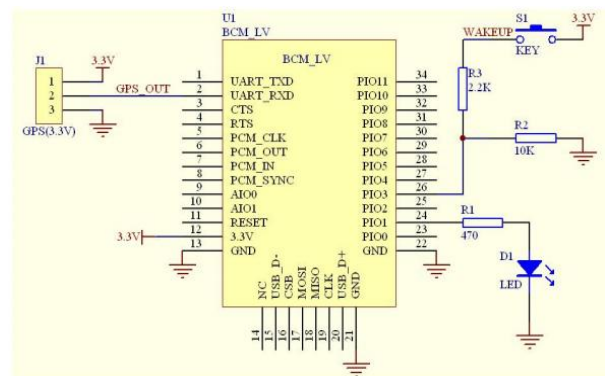 U1
BCM_LV
BCM_LV
J1
3.3V
1
2
3
GPS_OUT
GPS(3.3V)
1 UART_TXD
2 UART_RXD
3 CTS
4 RTS
5 PCM_CLK
6 PCM_OUT
7 PCM_IN
8 PCM_SYNC
9 AIO0
10 AIO1
11 RESET
3.3V 12 3.3V
13 GND
PIO11 34
PIO10 33
PIO9 32
PIO8 31
PIO7 30
PIO6 29
PIO5 28
PIO4 27
PIO3 26
PIO2 25
PIO1 24
PIO0 23
GND 22
NC
USB_D-
CSB
MOSI
MISO
CLK
USB_D+
GND
14
15
16
17
18
19
20
21
S1
WAKEUP
KEY
3.3V
R3
2.2K
R2
10K
R1
470
D1
LED